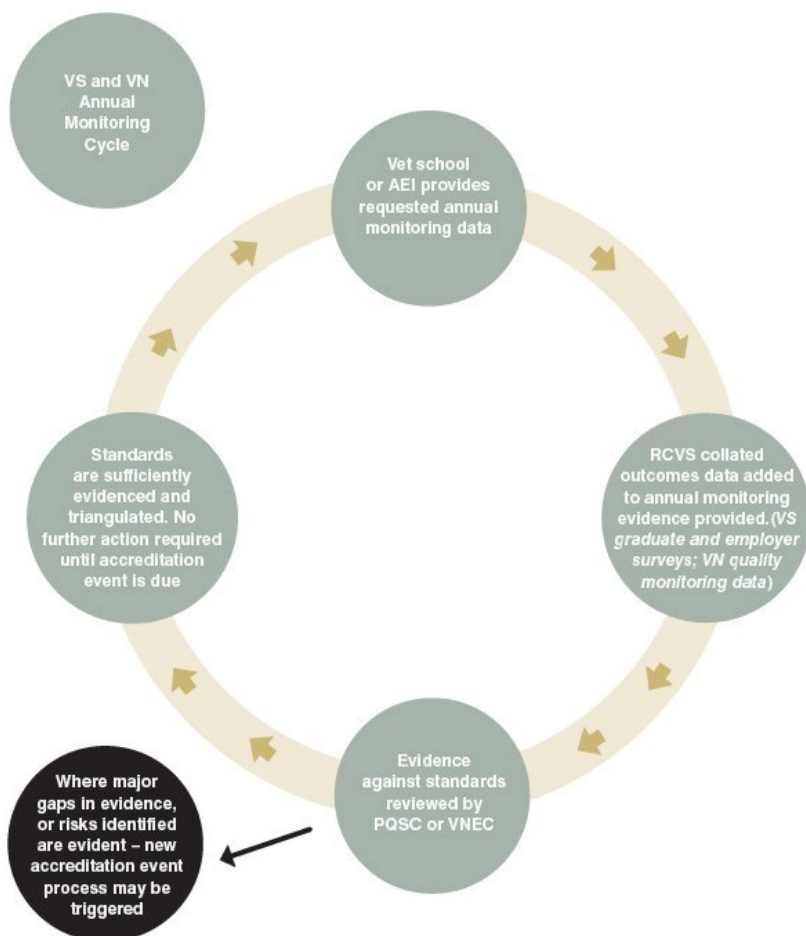 VS and VN
Annual
Monitoring
Cycle
Vet school
or AEI provides
requested annual
monitoring data
RCVS collated
outcomes data added
to annual monitoring
evidence provided.(VS
graduate and employer
surveys; VN quality
monitoring data)
Evidence
against standards
reviewed by
PQSC or VNEC
Where major
gaps in evidence,
or risks identified
are evident – new
accreditation event
process may be
triggered
Standards
are sufficiently
evidenced and
triangulated. No
further action required
until accreditation
event is due